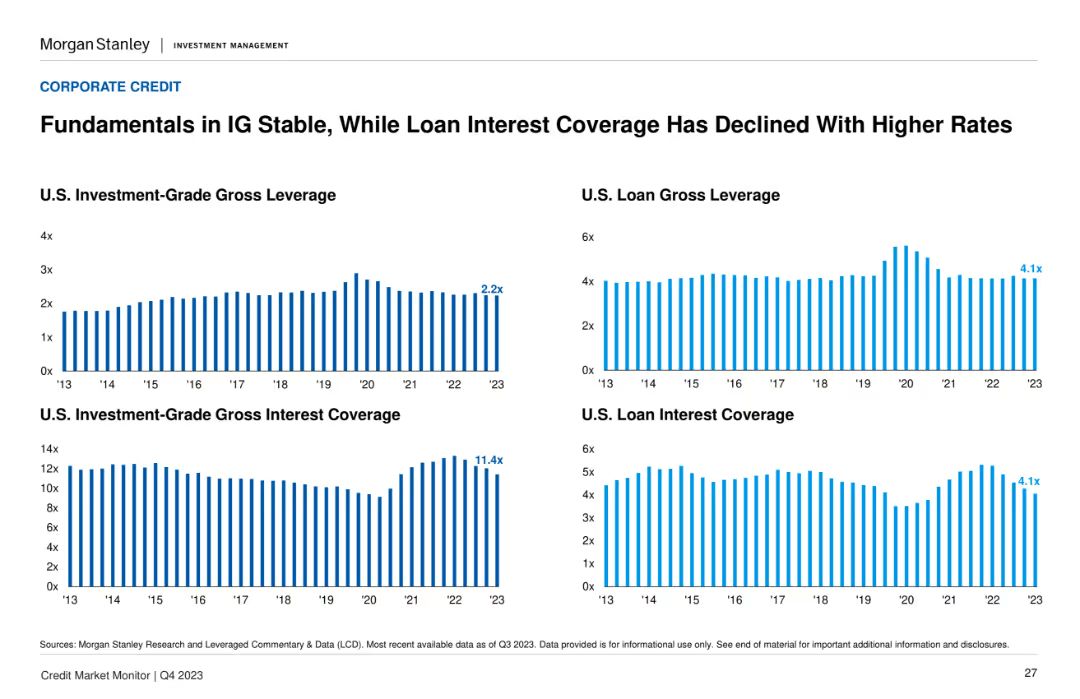 Morgan Stanley | INVESTMENT MANAGEMENT
CORPORATE CREDIT
Fundamentals in IG Stable, While Loan Interest Coverage Has Declined With Higher Rates
U.S. Investment-Grade Gross Leverage
4x
3x
2x
1x
0x
2.2x
'13 '14 '15 '16 '17 '18 '19 '20 '21 '22 '23
U.S. Loan Gross Leverage
6x
4x
2x
0x
4.1x
'13 '14 '15 '16 '17 '18 '19 '20 '21 '22 '23
U.S. Investment-Grade Gross Interest Coverage
14x
12x
10x
8x
6x
4x
2x
0x
11.4x
'13 '14 '15 '16 '17 '18 '19 '20 '21 '22 '23
U.S. Loan Interest Coverage
6x
5x
4x
3x
2x
1x
0x
4.1x
'13 '14 '15 '16 '17 '18 '19 '20 '21 '22 '23
Sources: Morgan Stanley Research and Leveraged Commentary & Data (LCD). Most recent available data as of Q3 2023. Data provided is for informational use only. See end of material for important additional information and disclosures.
Credit Market Monitor | Q4 2023
27